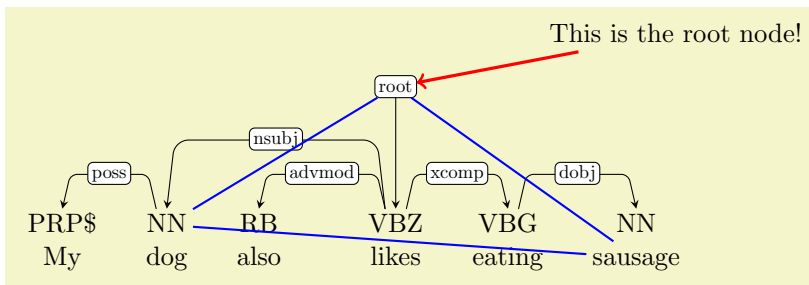 This is the root node!
root
nsubj
poss advmod xcomp dobj
PRP$ NN RB VBZ VBG NN
My dog also likes eating sausage